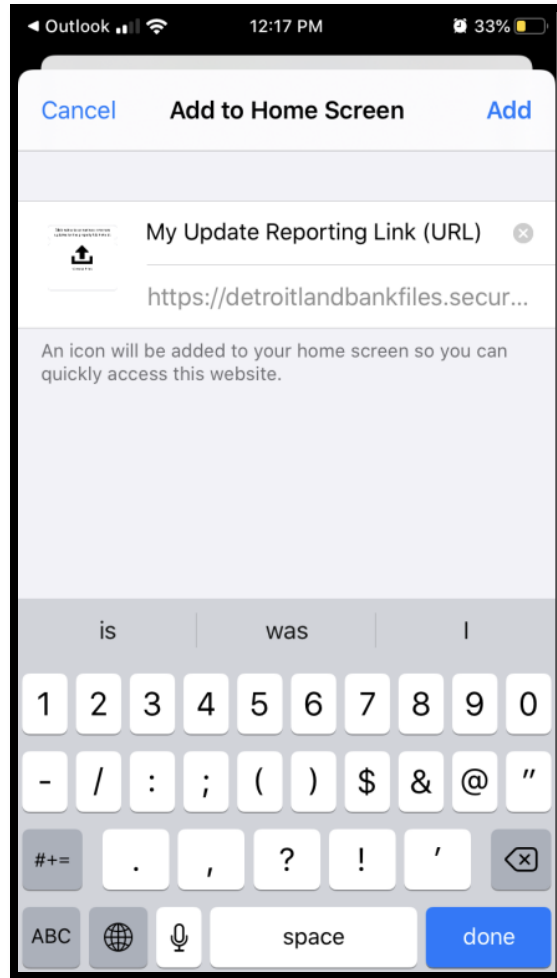 ◀ Outlook 12:17 PM 33%
Cancel Add to Home Screen Add
My Update Reporting Link (URL)
https://detroitlandbankfiles.secur...
An icon will be added to your home screen so you can
quickly access this website.
is was I
1 2 3 4 5 6 7 8 9 0
- / : ; ( ) $ & @ "
#+= . , ? ! '
ABC space done